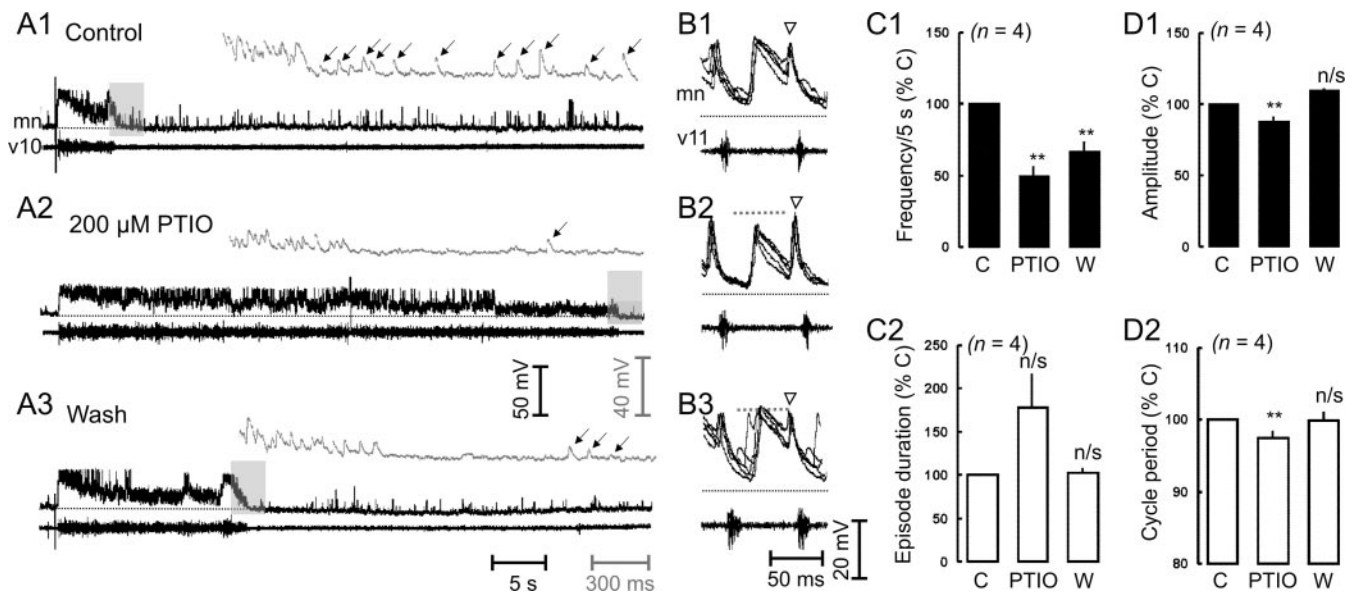 A1
Control
mn
v10
A2
200 µM PTIO
50 mV
40 mV
A3
Wash
5 s
300 ms
B1
mn
v11
B2
B3
50 ms
20 mV
C1
(n = 4)
Frequency/5 s (% C)
150
100
50
0
**
**
C
PTIO
W
C2
(n = 4)
Episode duration (% C)
250
200
150
100
50
0
n/s
n/s
C
PTIO
W
D1
(n = 4)
Amplitude (% C)
150
100
50
0
**
n/s
C
PTIO
W
D2
(n = 4)
Cycle period (% C)
110
100
90
80
**
n/s
C
PTIO
W